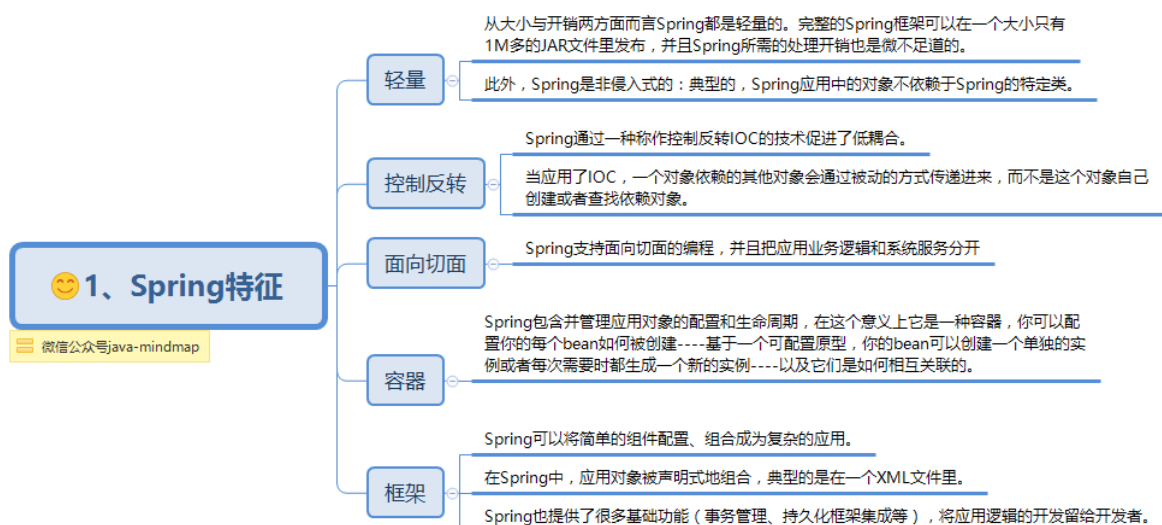 从大小与开销两方面而言Spring都是轻量的。完整的Spring框架可以在一个大小只有
1M多的JAR文件里发布，并且Spring所需的处理开销也是微不足道的。
轻量
此外，Spring是非侵入式的：典型的，Spring应用中的对象不依赖于Spring的特定类。
Spring通过一种称作控制反转IOC的技术促进了低耦合。
控制反转
当应用了IOC，一个对象依赖的其他对象会通过被动的方式传递进来，而不是这个对象自己
创建或者查找依赖对象。
面向切面
Spring支持面向切面的编程，并且把应用业务逻辑和系统服务分开
😊1、Spring特征
微信公众号java-mindmap
Spring包含并管理应用对象的配置和生命周期，在这个意义上它是一种容器，你可以配
置你的每个bean如何被创建----基于一个可配置原型，你的bean可以创建一个单独的实
例或者每次需要时都生成一个新的实例----以及它们是如何相互关联的。
容器
Spring可以将简单的组件配置、组合成为复杂的应用。
框架
在Spring中，应用对象被声明式地组合，典型的是在一个XML文件里。
Spring也提供了很多基础功能（事务管理、持久化框架集成等），将应用逻辑的开发留给开发者。